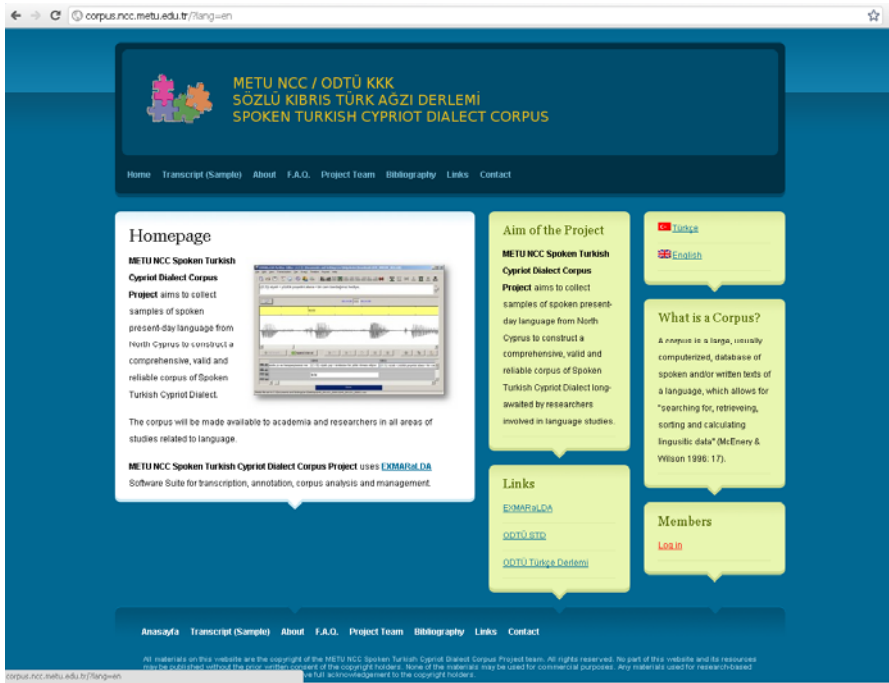 corpus.ncc.metu.edu.tr/?lang=en
METU NCC / ODTÜ KKK
SÖZLÜ KIBRIS TÜRK AĞZI DERLEMİ
SPOKEN TURKISH CYPRIOT DIALECT CORPUS
Home Transcript (Sample) About F.A.Q. Project Team Bibliography Links Contact
Homepage
METU NCC Spoken Turkish
Cypriot Dialect Corpus
Project aims to collect
samples of spoken
present-day language from
North Cyprus to construct a
comprehensive, valid and
reliable corpus of Spoken
Turkish Cypriot Dialect.
The corpus will be made available to academia and researchers in all areas of
studies related to language.
METU NCC Spoken Turkish Cypriot Dialect Corpus Project uses EXMARaLDA
Software Suite for transcription, annotation, corpus analysis and management.
Aim of the Project
METU NCC Spoken Turkish
Cypriot Dialect Corpus
Project aims to collect
samples of spoken present-
day language from North
Cyprus to construct a
comprehensive, valid and
reliable corpus of Spoken
Turkish Cypriot Dialect long-
awaited by researchers
involved in language studies.
Links
EXMARaLDA
ODTÜ STD
ODTÜ Türkçe Derlemi
Türkçe
English
What is a Corpus?
A corpus is a large, usually
computerized, database of
spoken and/or written texts of
a language, which allows for
"searching for, retrieveing,
sorting and calculating
lingusitic data" (McEnery &
Wilson 1996: 17).
Members
Log in
Anasayfa Transcript (Sample) About F.A.Q. Project Team Bibliography Links Contact
All materials on this website are the copyright of the METU NCC Spoken Turkish Cypriot Dialect Corpus Project team. All rights reserved. No part of this website and its resources
may be published without the prior written consent of the copyright holders. None of the materials may be used for commercial purposes. Any materials used for research-based
corpus.ncc.metu.edu.tr/?lang=en
ve full acknowledgement to the copyright holders.